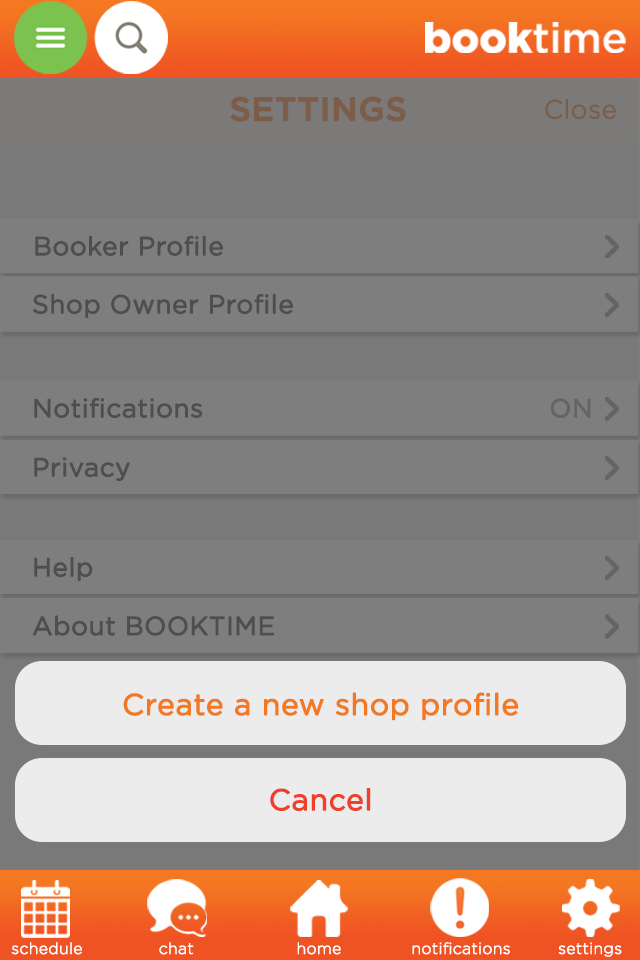 booktime
SETTINGS Close
Booker Profile
Shop Owner Profile
Notifications ON
Privacy
Help
About BOOKTIME
Create a new shop profile
Cancel
schedule chat home notifications settings